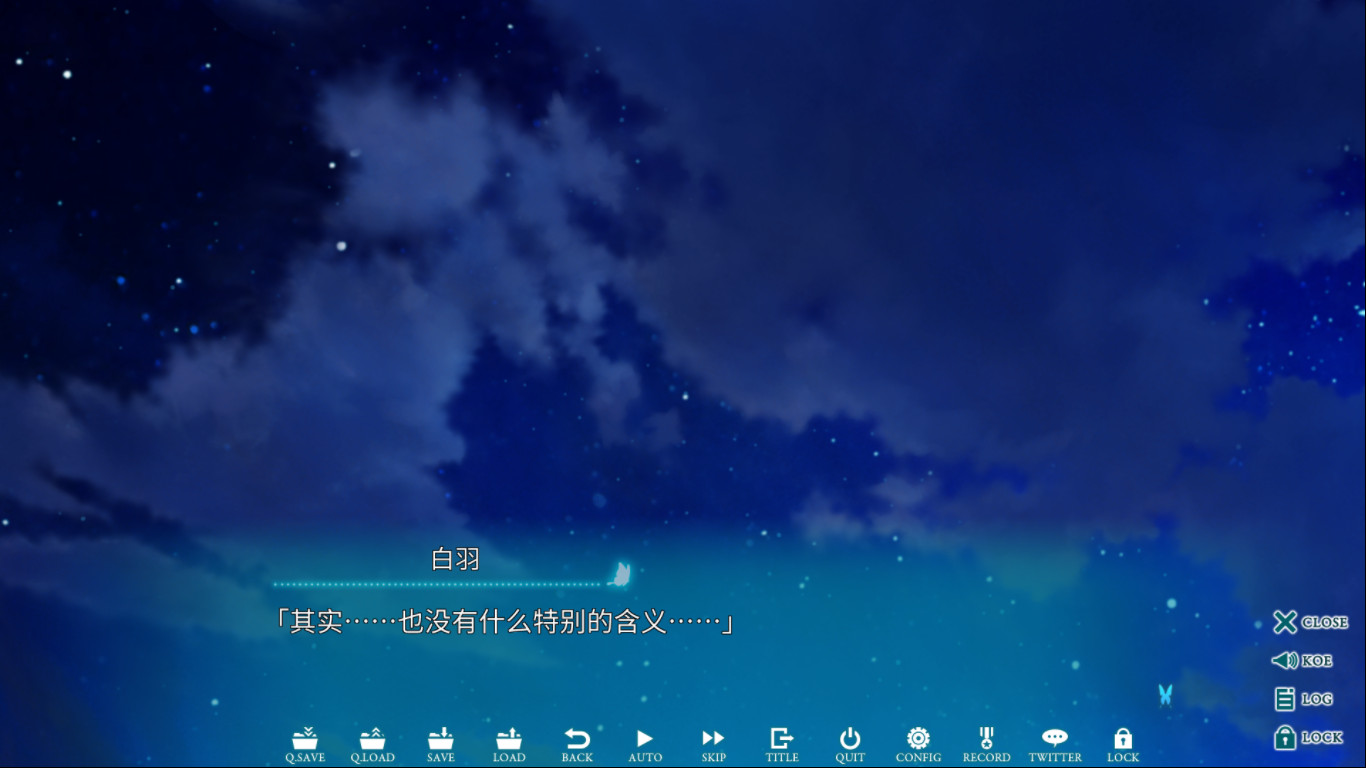 白羽
「其实……也没有什么特别的含义……」
CLOSE
KOE
LOG
LOCK
Q.SAVE Q.LOAD SAVE LOAD BACK AUTO SKIP TITLE QUIT CONFIG RECORD TWITTER LOCK